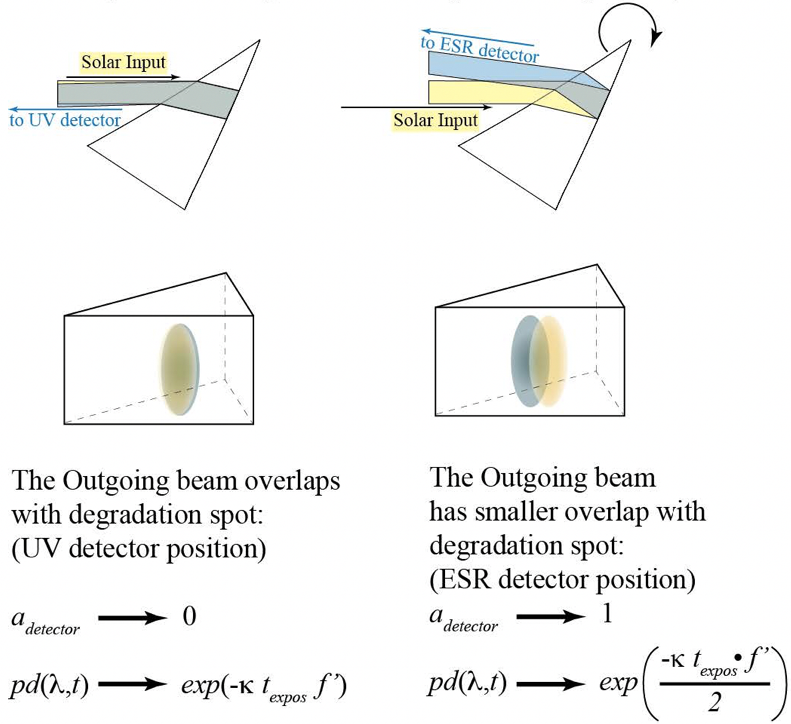 Solar Input
to UV detector
to ESR detector
Solar Input
The Outgoing beam overlaps
with degradation spot:
(UV detector position)
a_detector → 0
pd(λ,t) → exp(-κ t_expos f’)
The Outgoing beam
has smaller overlap with
degradation spot:
(ESR detector position)
a_detector → 1
pd(λ,t) → exp(-κ t_expos • f’ / 2)